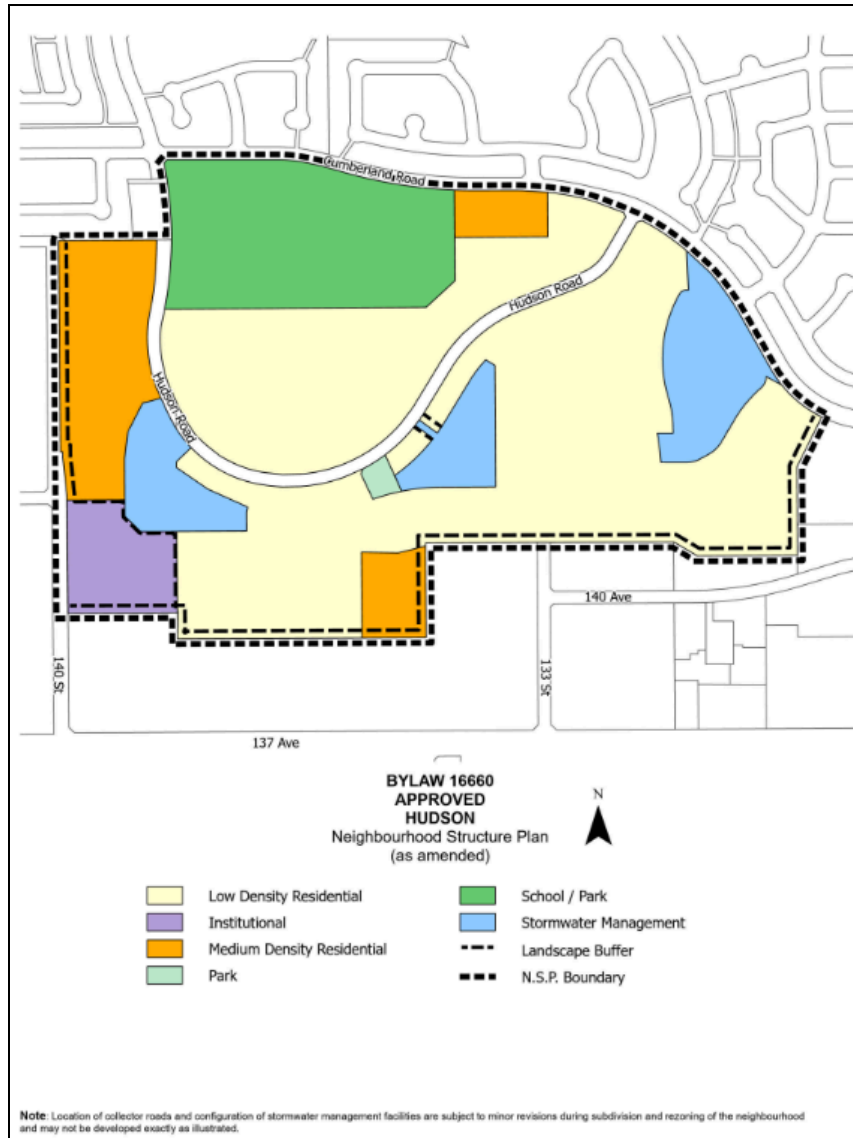 Cumberland Road
Hudson Road
Hudson Road
140 Ave
140 St
133 St
137 Ave
BYLAW 16660
APPROVED
HUDSON
Neighbourhood Structure Plan
(as amended)
N
Low Density Residential
Institutional
Medium Density Residential
Park
School / Park
Stormwater Management
Landscape Buffer
N.S.P. Boundary
Note: Location of collector roads and configuration of stormwater management facilities are subject to minor revisions during subdivision and rezoning of the neighbourhood
and may not be developed exactly as illustrated.